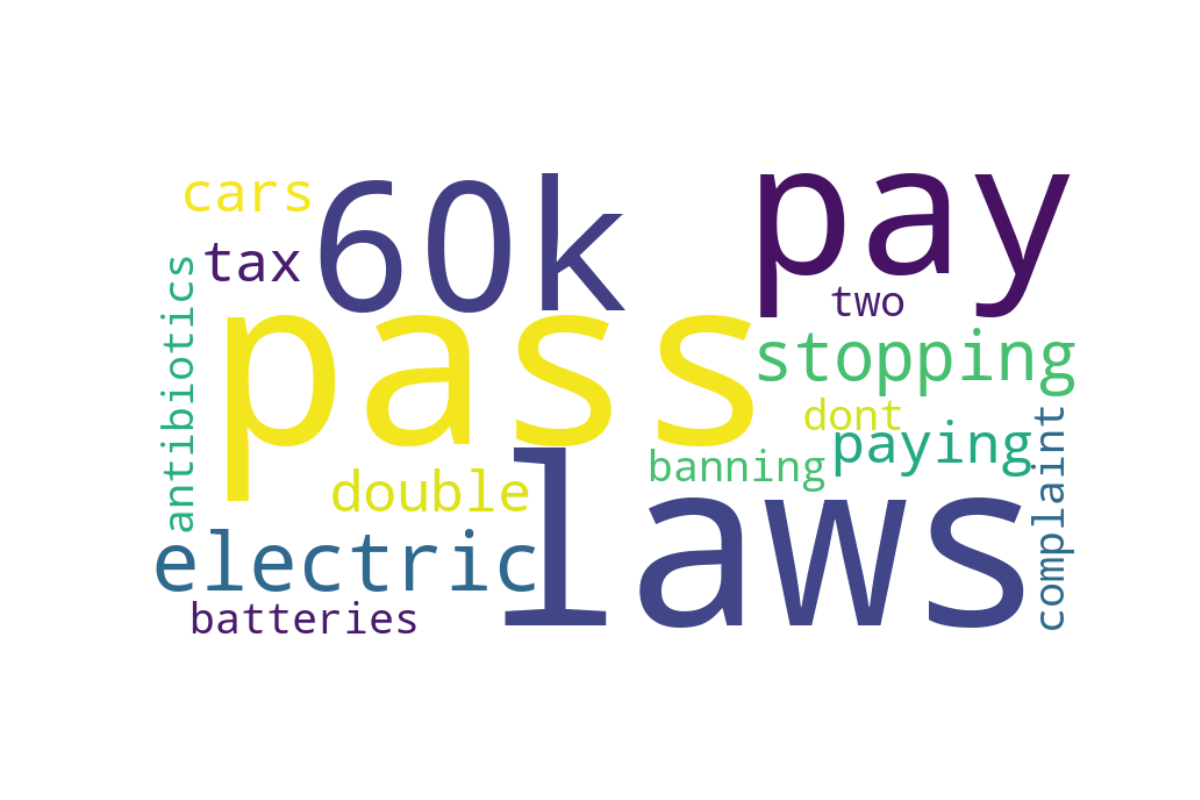 cars
60k
pay
tax
two
antibiotics
pass
stopping
dont
paying
banning
complaint
double
laws
electric
batteries